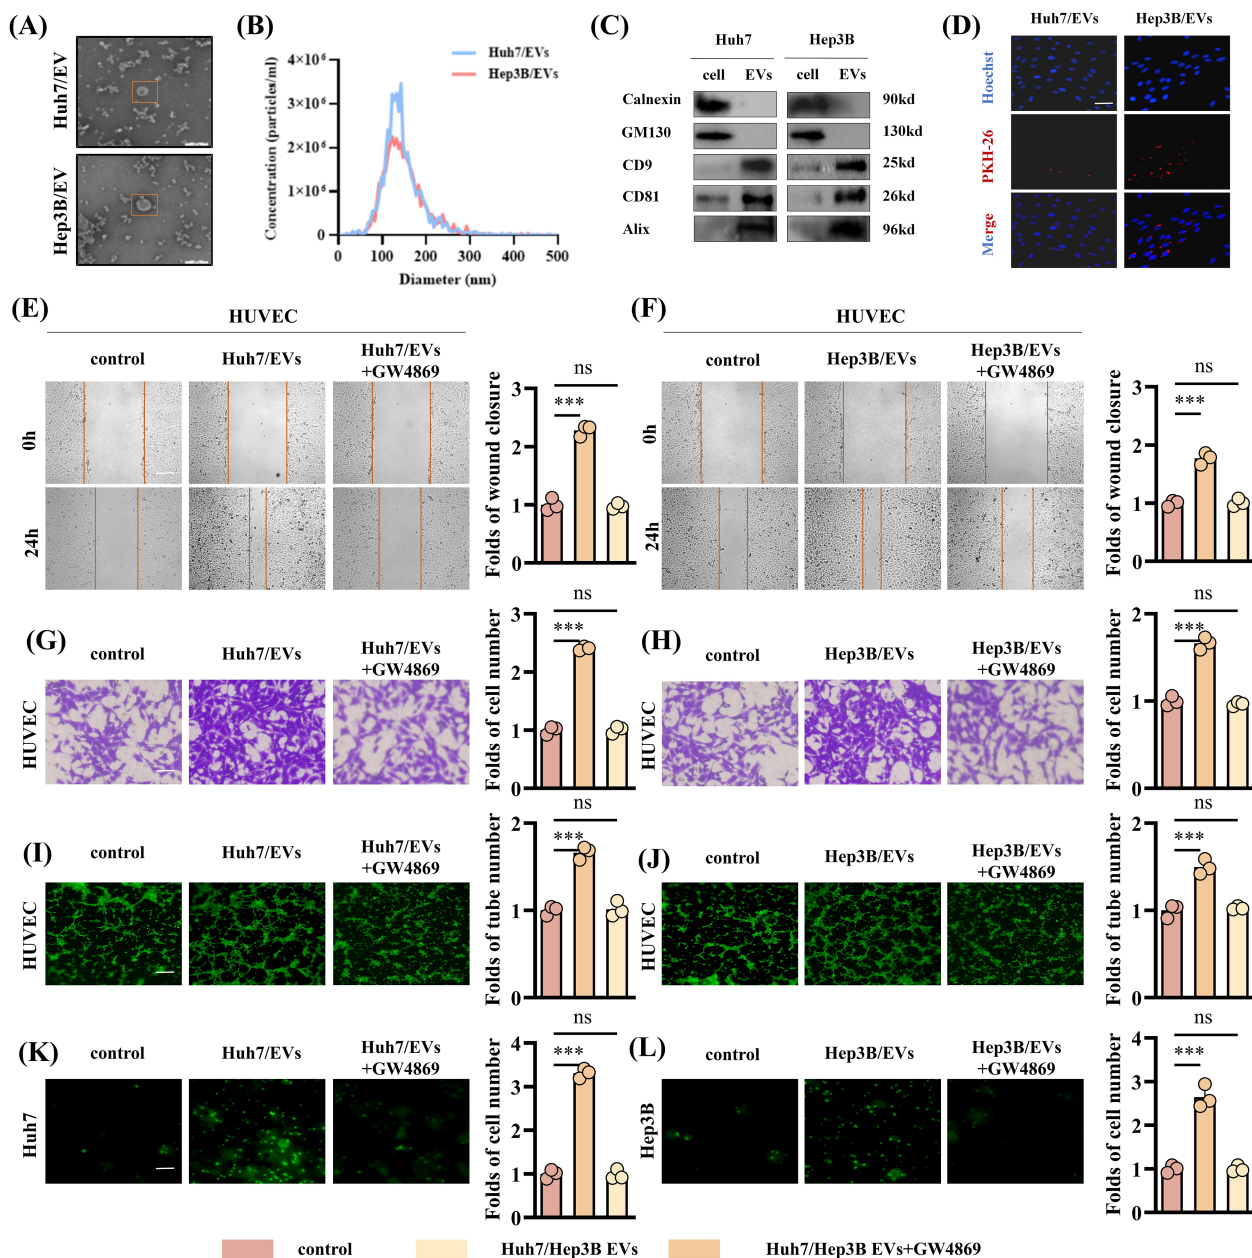 (A)
Huh7/EV
Hep3B/EV
(B)
Concentration (particles/ml)
4×10⁶
3×10⁶
2×10⁶
1×10⁶
0
0 100 200 300 400 500
Diameter (nm)
Huh7/EVs
Hep3B/EVs
(C)
Huh7 Hep3B
cell EVs cell EVs
Calnexin 90kd
GM130 130kd
CD9 25kd
CD81 26kd
Alix 96kd
(D)
Huh7/EVs Hep3B/EVs
Hoechst
PKH-26
Merge
(E)
HUVEC
control Huh7/EVs Huh7/EVs
+GW4869
0h
24h
Folds of wound closure
3
2
1
0
ns
***
(F)
HUVEC
control Hep3B/EVs Hep3B/EVs
+GW4869
0h
24h
Folds of wound closure
3
2
1
0
ns
***
(G)
control Huh7/EVs Huh7/EVs
+GW4869
HUVEC
Folds of cell number
3
2
1
0
ns
***
(H)
control Hep3B/EVs Hep3B/EVs
+GW4869
HUVEC
Folds of cell number
2
1
0
ns
***
(I)
control Huh7/EVs Huh7/EVs
+GW4869
HUVEC
Folds of tube number
2
1
0
ns
***
(J)
control Hep3B/EVs Hep3B/EVs
+GW4869
HUVEC
Folds of tube number
2
1
0
ns
***
(K)
control Huh7/EVs Huh7/EVs
+GW4869
Huh7
Folds of cell number
4
3
2
1
0
ns
***
(L)
control Hep3B/EVs Hep3B/EVs
+GW4869
Hep3B
Folds of cell number
4
3
2
1
0
ns
***
control Huh7/Hep3B EVs Huh7/Hep3B EVs+GW4869